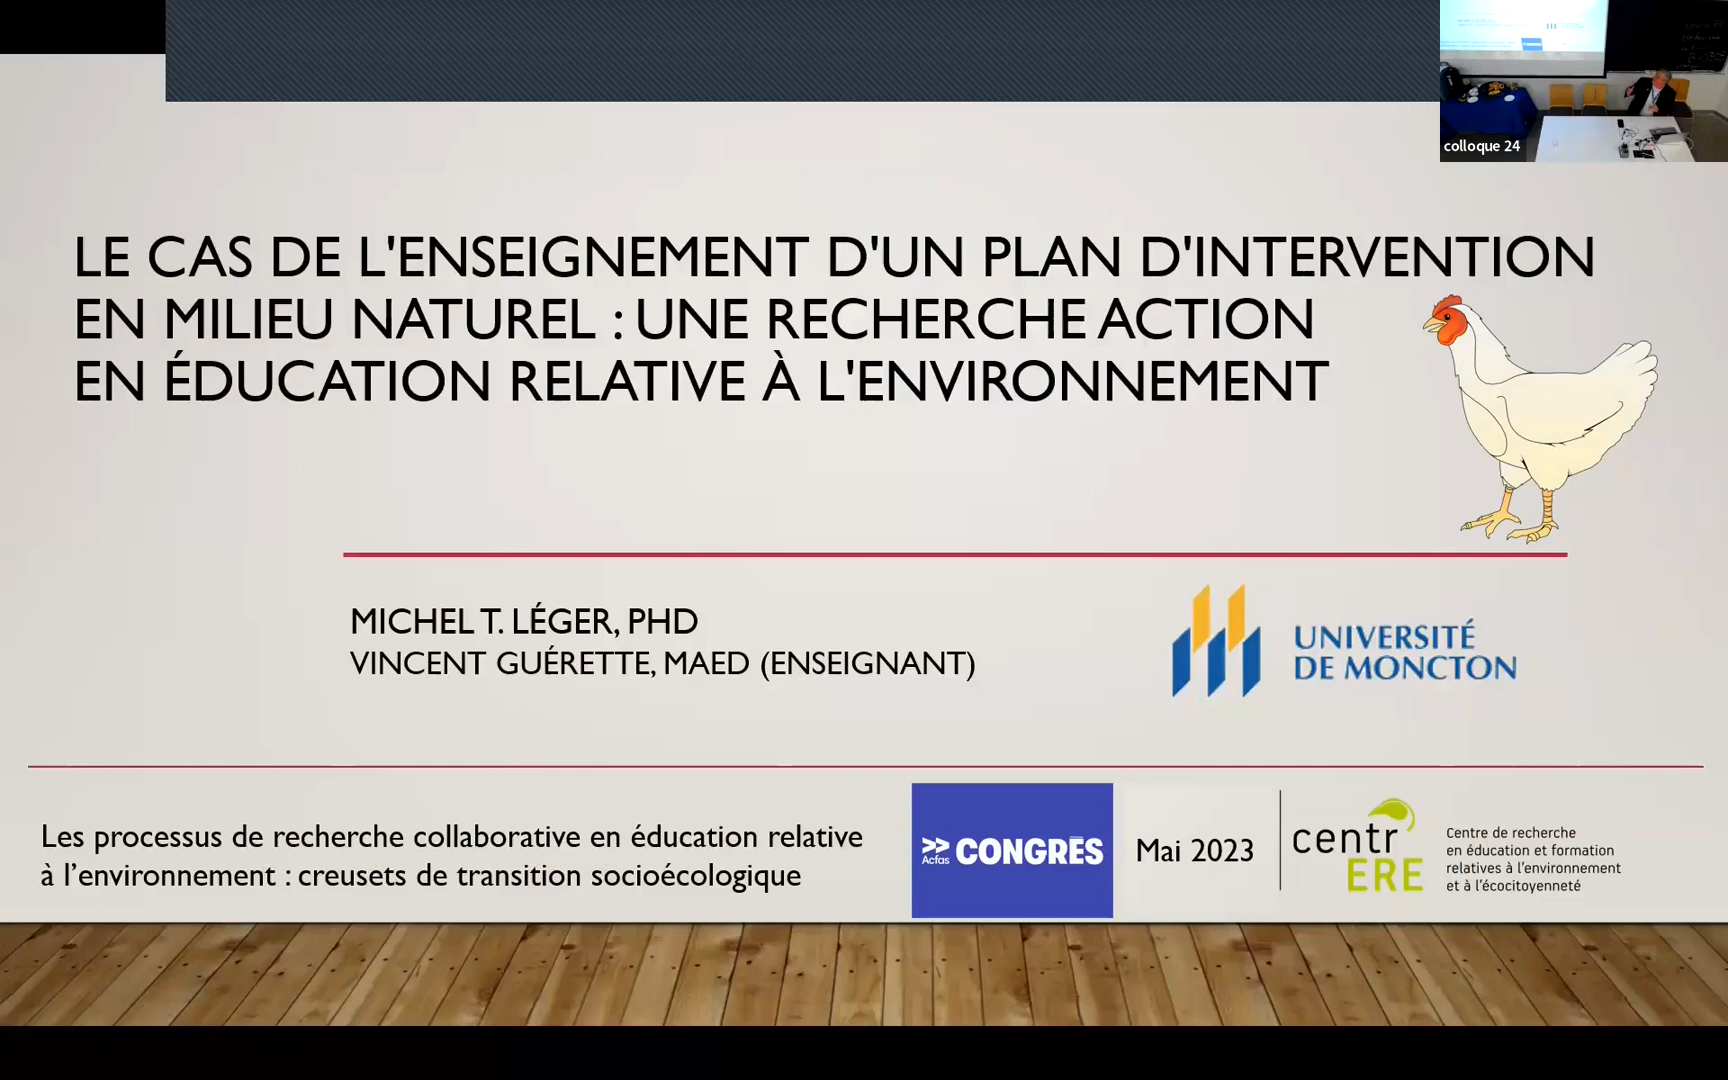 colloque 24
LE CAS DE L'ENSEIGNEMENT D'UN PLAN D'INTERVENTION
EN MILIEU NATUREL : UNE RECHERCHE ACTION
EN ÉDUCATION RELATIVE À L'ENVIRONNEMENT
MICHEL T. LÉGER, PHD
VINCENT GUÉRETTE, MAED (ENSEIGNANT)
UNIVERSITÉ
DE MONCTON
Les processus de recherche collaborative en éducation relative
à l'environnement : creusets de transition socioécologique
Acfas CONGRÈS
Mai 2023
centr
ERE
Centre de recherche
en éducation et formation
relatives à l'environnement
et à l'écocitoyenneté